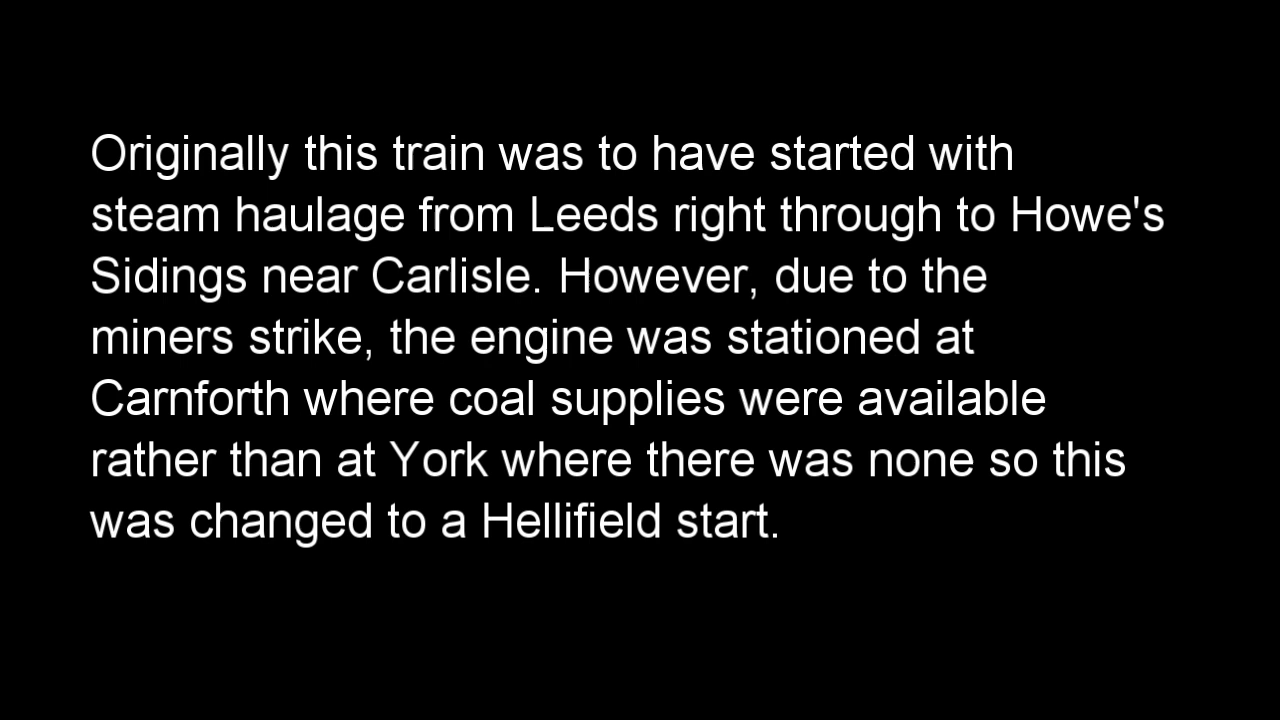 Originally this train was to have started with
steam haulage from Leeds right through to Howe's
Sidings near Carlisle. However, due to the
miners strike, the engine was stationed at
Carnforth where coal supplies were available
rather than at York where there was none so this
was changed to a Hellifield start.